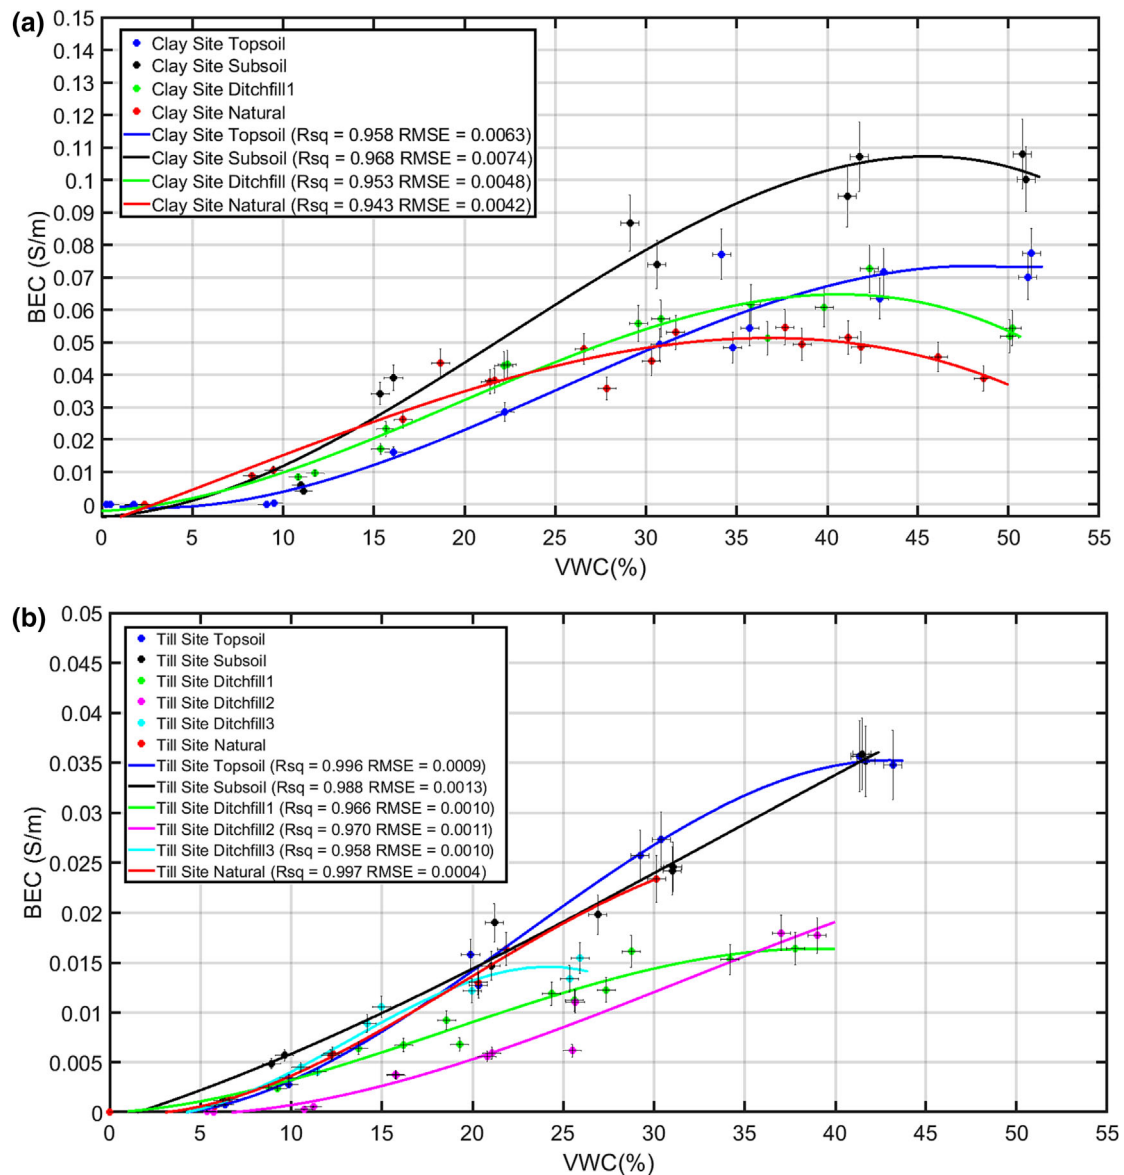 (a)
0.15
0.14
0.13
0.12
0.11
0.1
0.09
0.08
0.07
0.06
0.05
0.04
0.03
0.02
0.01
0
BEC (S/m)
Clay Site Topsoil
Clay Site Subsoil
Clay Site Ditchfill1
Clay Site Natural
Clay Site Topsoil (Rsq = 0.958 RMSE = 0.0063)
Clay Site Subsoil (Rsq = 0.968 RMSE = 0.0074)
Clay Site Ditchfill (Rsq = 0.953 RMSE = 0.0048)
Clay Site Natural (Rsq = 0.943 RMSE = 0.0042)
0 5 10 15 20 25 30 35 40 45 50 55
VWC(%)
(b)
0.05
0.045
0.04
0.035
0.03
0.025
0.02
0.015
0.01
0.005
0
BEC (S/m)
Till Site Topsoil
Till Site Subsoil
Till Site Ditchfill1
Till Site Ditchfill2
Till Site Ditchfill3
Till Site Natural
Till Site Topsoil (Rsq = 0.996 RMSE = 0.0009)
Till Site Subsoil (Rsq = 0.988 RMSE = 0.0013)
Till Site Ditchfill1 (Rsq = 0.966 RMSE = 0.0010)
Till Site Ditchfill2 (Rsq = 0.970 RMSE = 0.0011)
Till Site Ditchfill3 (Rsq = 0.958 RMSE = 0.0010)
Till Site Natural (Rsq = 0.997 RMSE = 0.0004)
0 5 10 15 20 25 30 35 40 45 50 55
VWC(%)